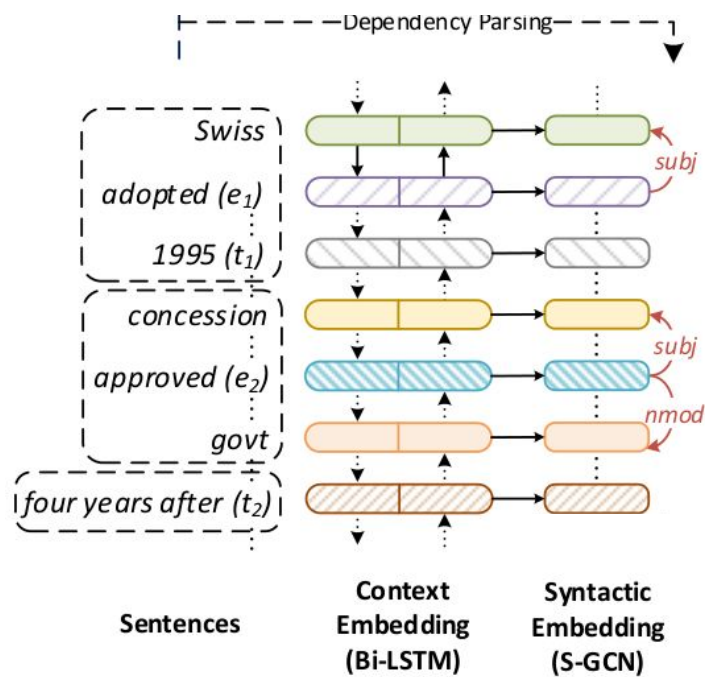 Dependency Parsing
Swiss
subj
adopted (e1)
1995 (t1)
concession
subj
approved (e2)
nmod
govt
four years after (t2)
Sentences
Context
Embedding
(Bi-LSTM)
Syntactic
Embedding
(S-GCN)